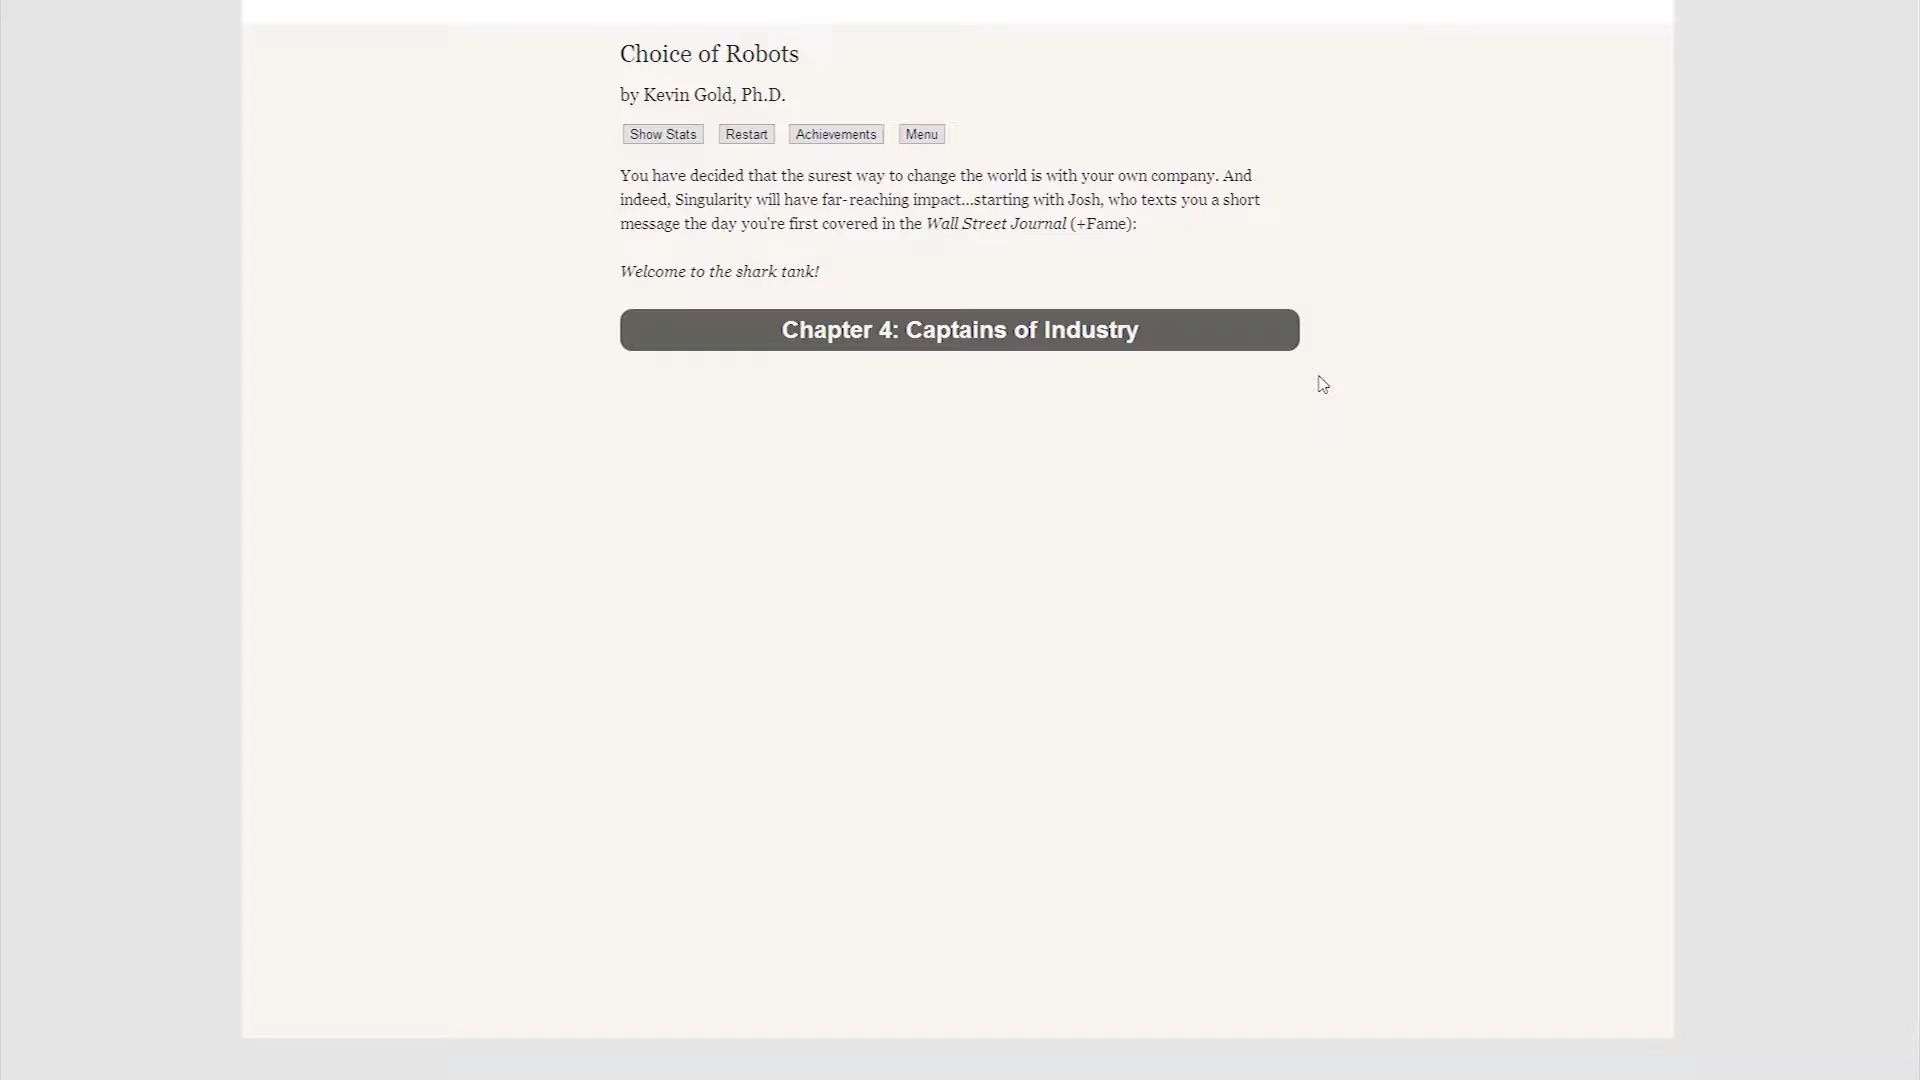 Choice of Robots
by Kevin Gold, Ph.D.
Show Stats Restart Achievements Menu
You have decided that the surest way to change the world is with your own company. And
indeed, Singularity will have far-reaching impact...starting with Josh, who texts you a short
message the day you're first covered in the Wall Street Journal (+Fame):
Welcome to the shark tank!
Chapter 4: Captains of Industry